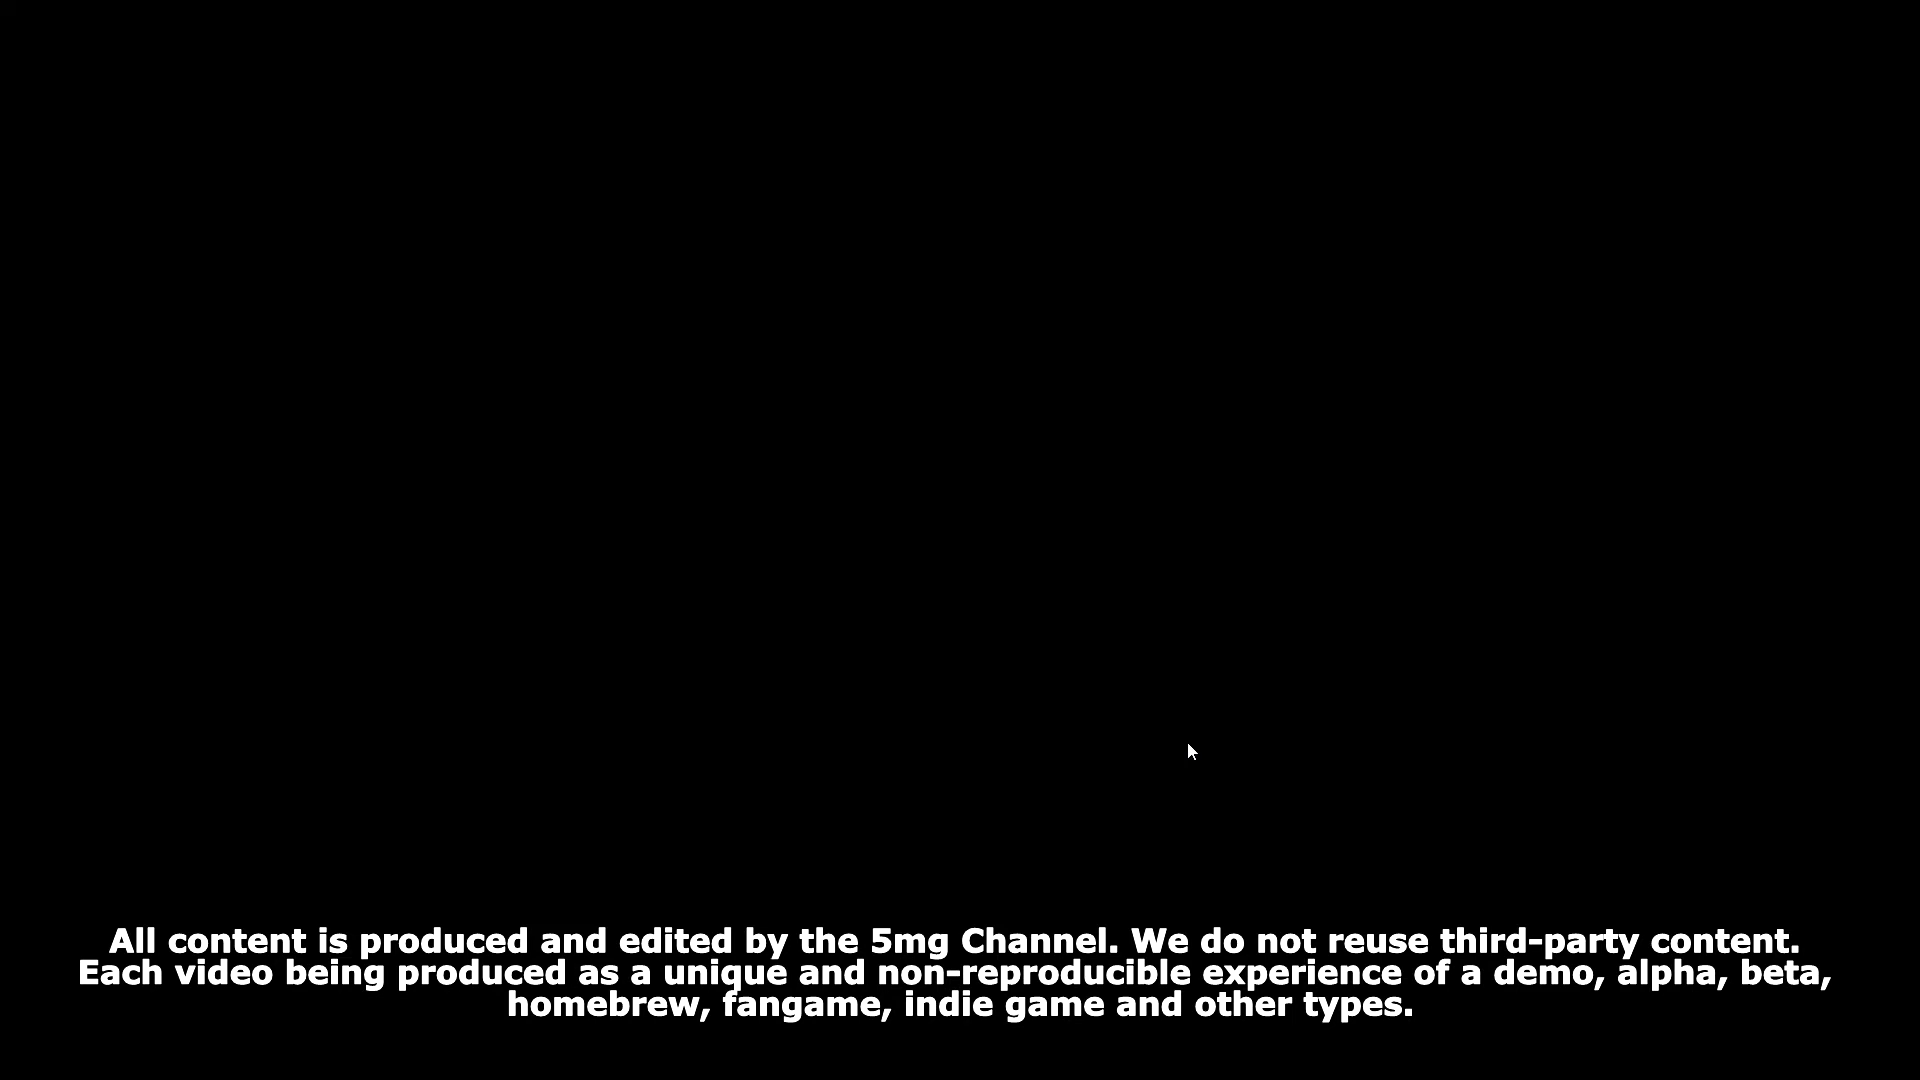 All content is produced and edited by the 5mg Channel. We do not reuse third-party content.
Each video being produced as a unique and non-reproducible experience of a demo, alpha, beta,
homebrew, fangame, indie game and other types.